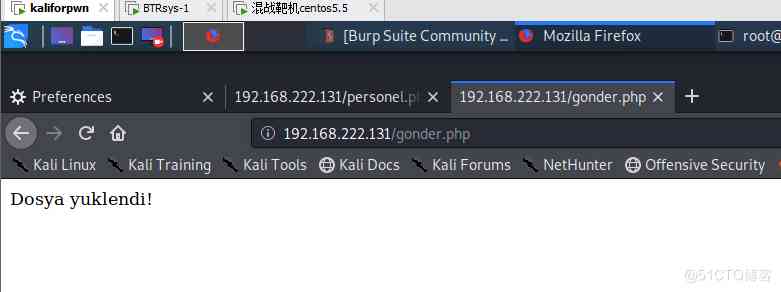 kaliforpwn × BTRsys-1 × 混战靶机centos5.5 ×
[Burp Suite Community ... Mozilla Firefox root@
Preferences × 192.168.222.131/personel.p × 192.168.222.131/gonder.php × +
192.168.222.131/gonder.php
Kali Linux Kali Training Kali Tools Kali Docs Kali Forums NetHunter Offensive Security
Dosya yuklendi!
@51CTO博客